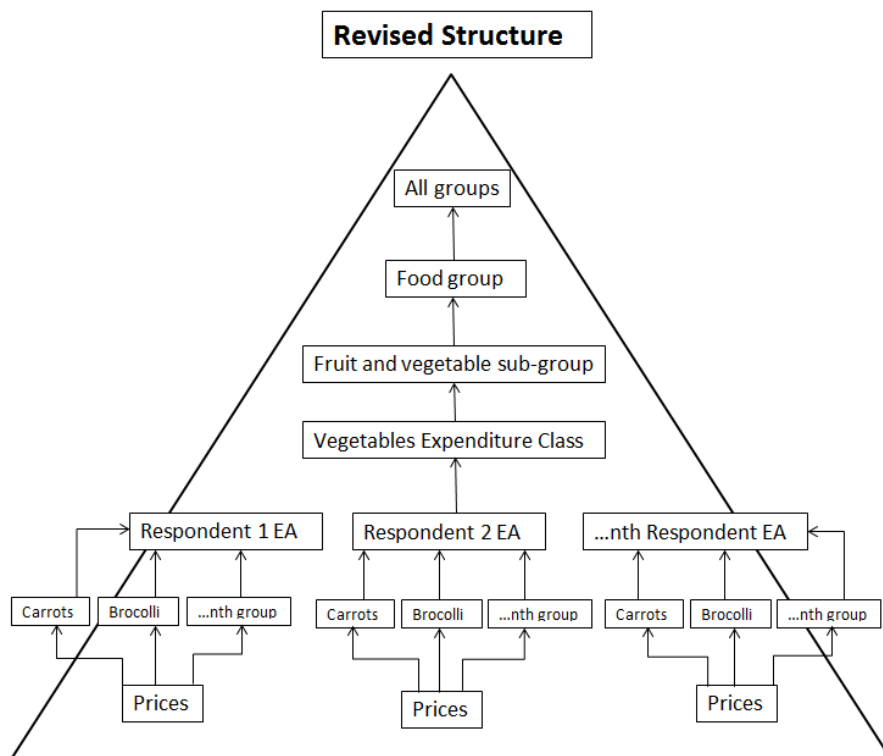 Revised Structure
All groups
Food group
Fruit and vegetable sub-group
Vegetables Expenditure Class
Respondent 1 EA
Respondent 2 EA
...nth Respondent EA
Carrots
Brocolli
...nth group
Carrots
Brocolli
...nth group
Carrots
Brocolli
...nth group
Prices
Prices
Prices